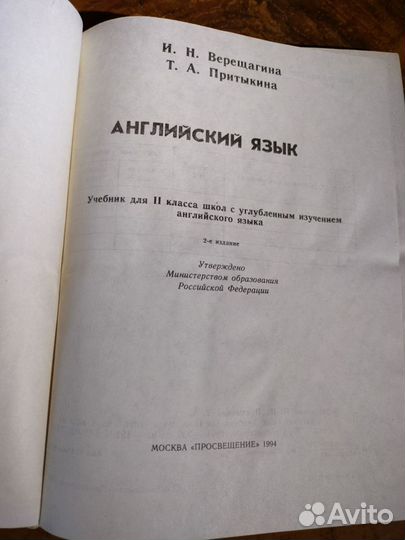 И. Н. Верещагина
Т. А. Притыкина
АНГЛИЙСКИЙ ЯЗЫК
Учебник для II класса школ с углубленным изучением
английского языка
2-е издание
Утверждено
Министерством образования
Российской Федерации
МОСКВА «ПРОСВЕЩЕНИЕ» 1994
Avito